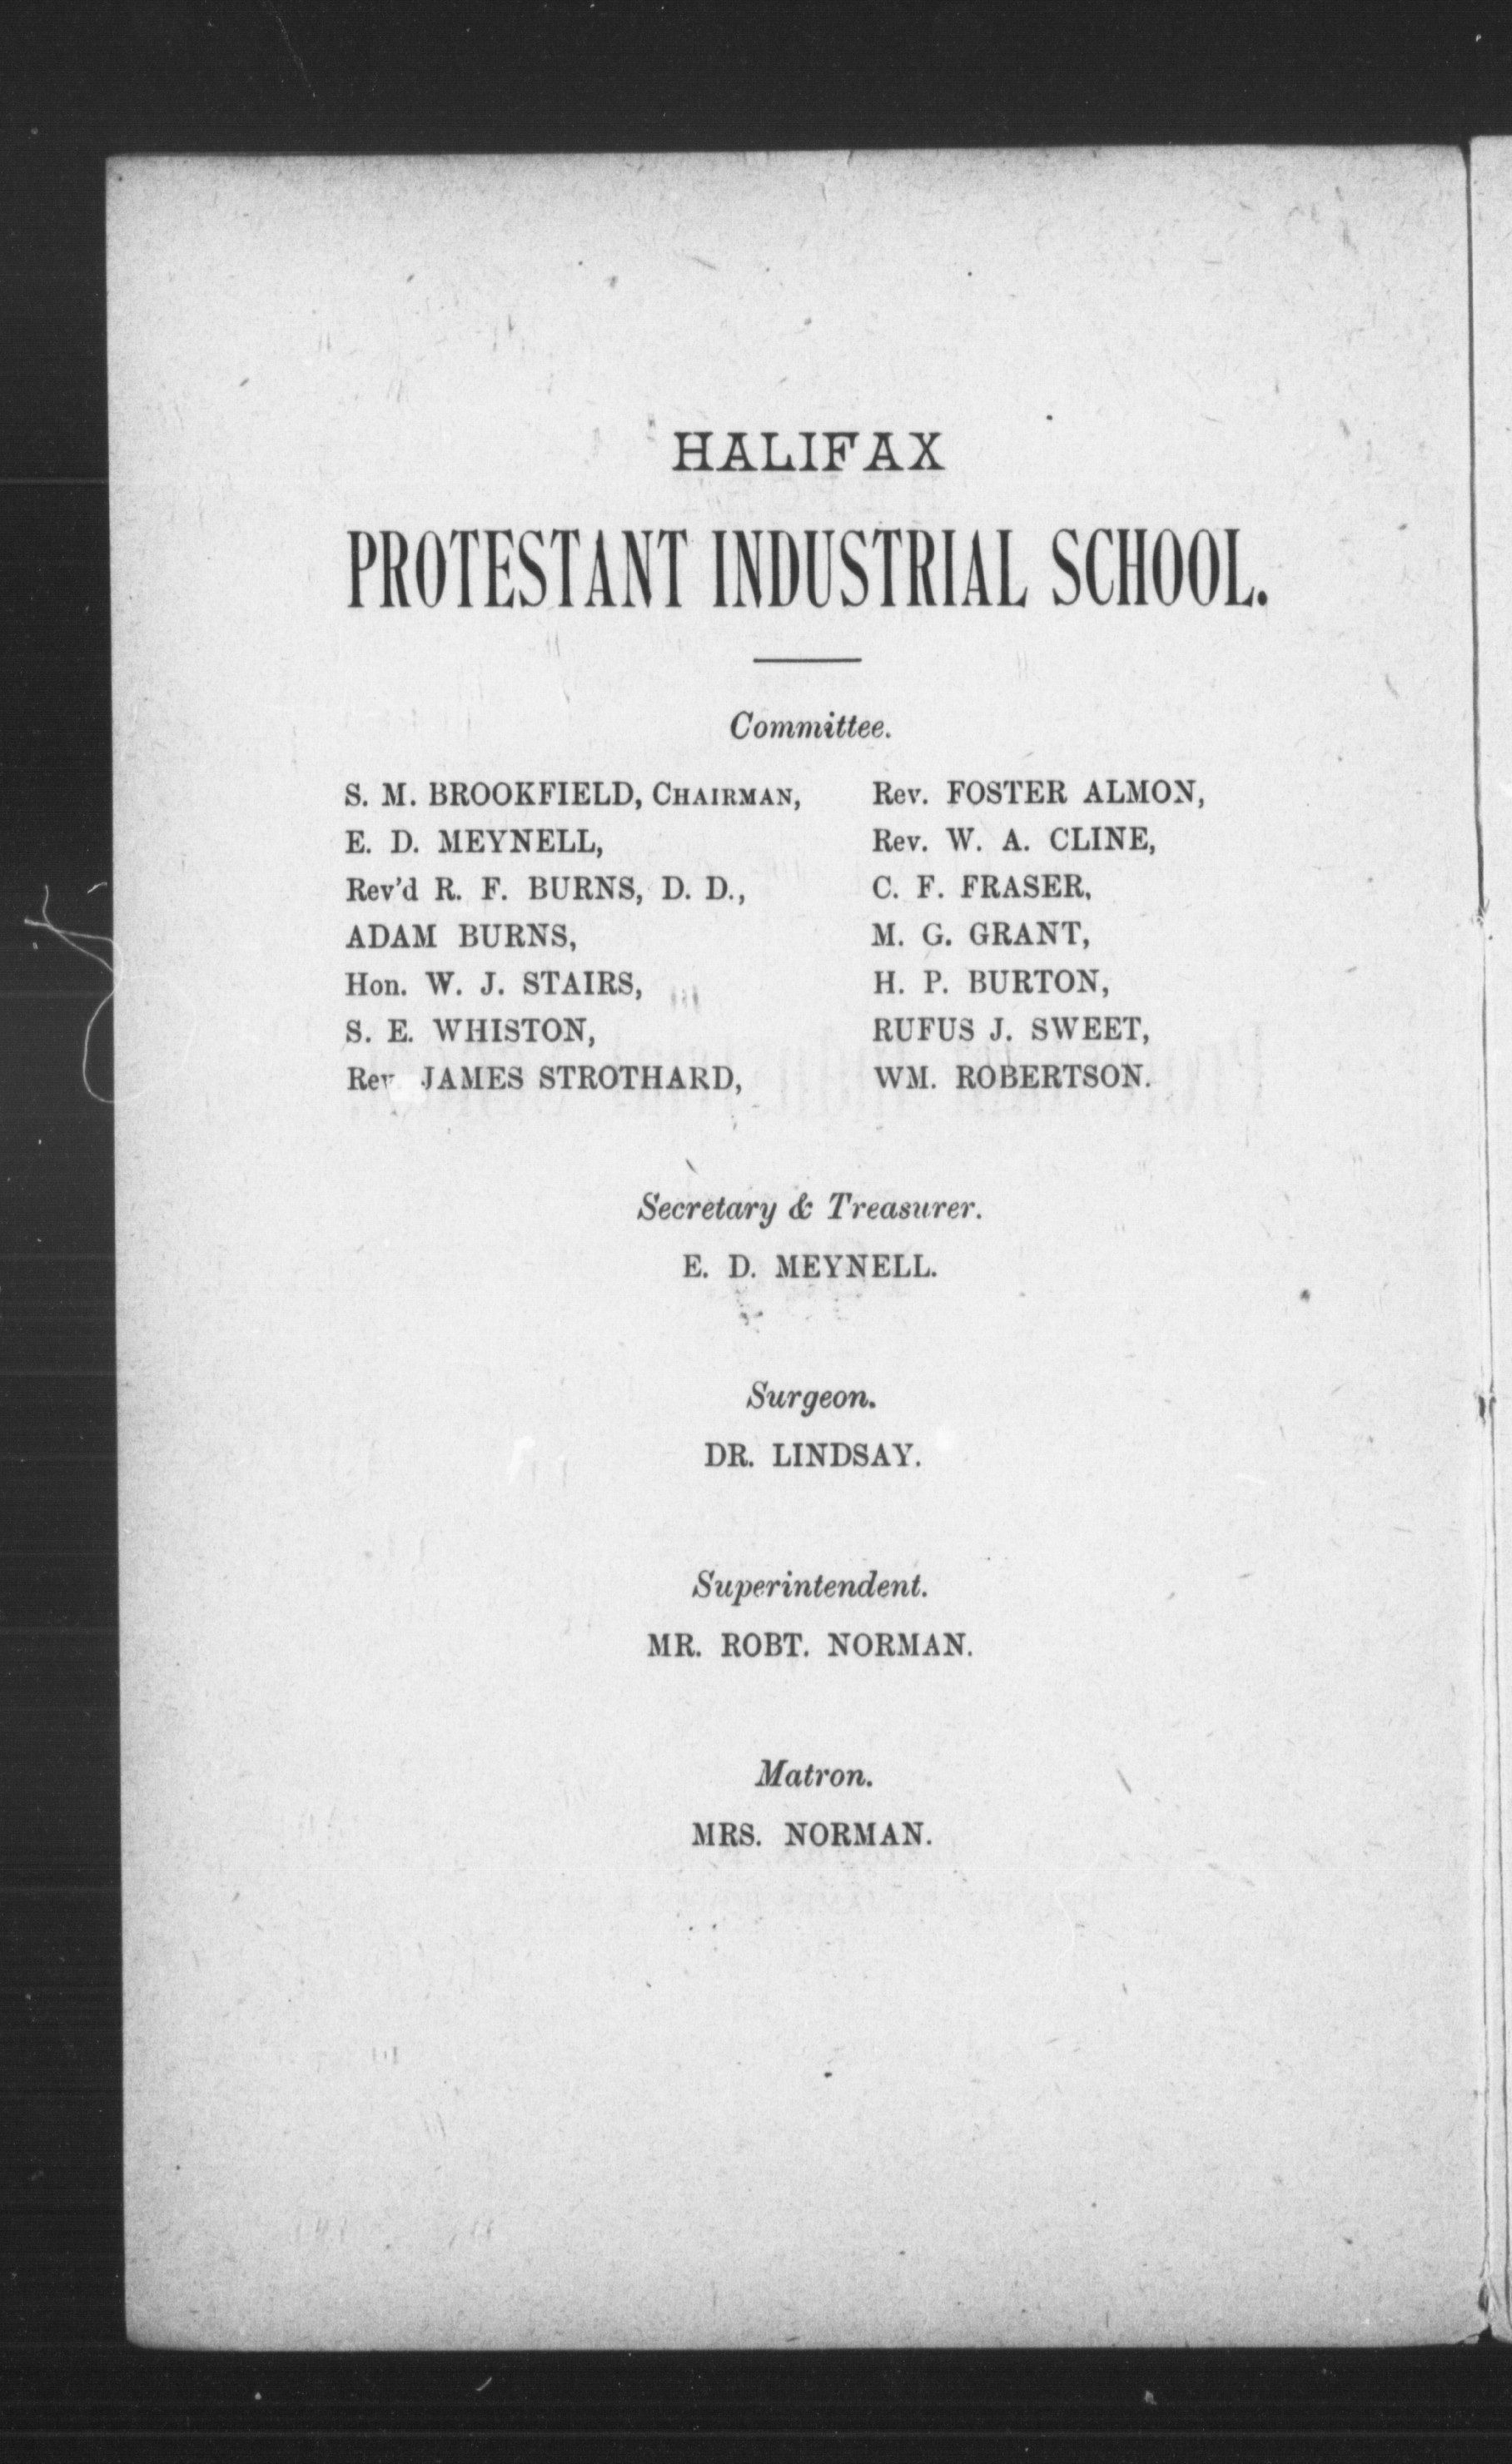 HALIFAX
PROTESTANT INDUSTRIAL SCHOOL.
Committee.
S. M. BROOKFIELD, CHAIRMAN,
E. D. MEYNELL,
Rev'd R. F. BURNS, D. D.,
ADAM BURNS,
Hon. W. J. STAIRS,
S. E. WHISTON,
Rev JAMES STROTHARD,
Rev. FOSTER ALMON,
Rev. W. A. CLINE,
C. F. FRASER,
M. G. GRANT,
H. P. BURTON,
RUFUS J. SWEET,
WM. ROBERTSON.
Secretary & Treasurer.
E. D. MEYNELL.
Surgeon.
DR. LINDSAY.
Superintendent.
MR. ROBT. NORMAN.
Matron.
MRS. NORMAN.